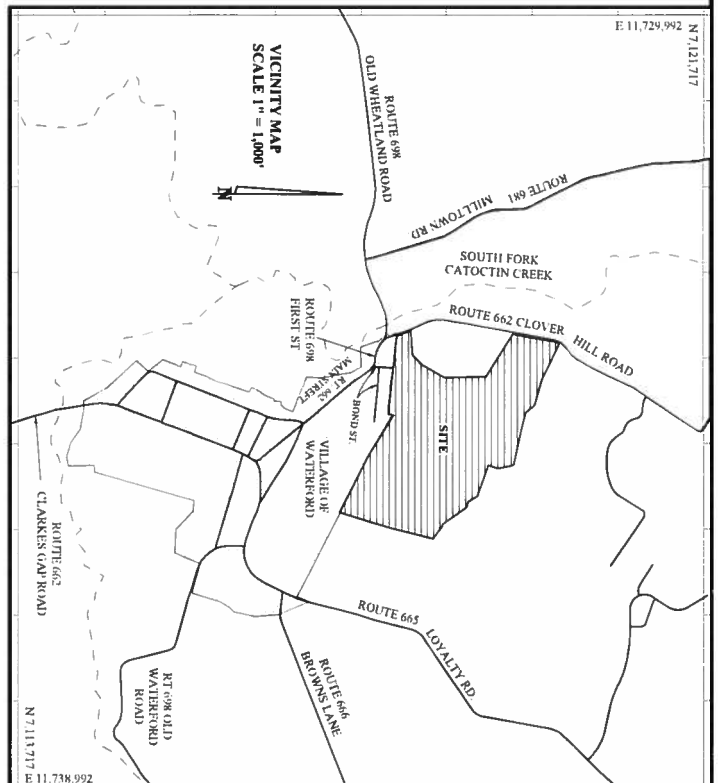 E 11,729,992
N 7,121,717
VICINITY MAP
SCALE 1" = 1,000'
N
ROUTE 698
OLD WHEATLAND ROAD
ROUTE 681
MILLTOWN RD
SOUTH FORK
CATOCTIN CREEK
ROUTE 662 CLOVER HILL ROAD
ROUTE 698
FIRST ST
RT 662
MAIN STREET
BOND ST.
SITE
VILLAGE OF
WATERFORD
ROUTE 662
CLARKES GAP ROAD
ROUTE 665
LOYALTY RD.
ROUTE 666
BROWNS LANE
RT 698 OLD
WATERFORD
ROAD
N 7,113,717
E 11,738,992